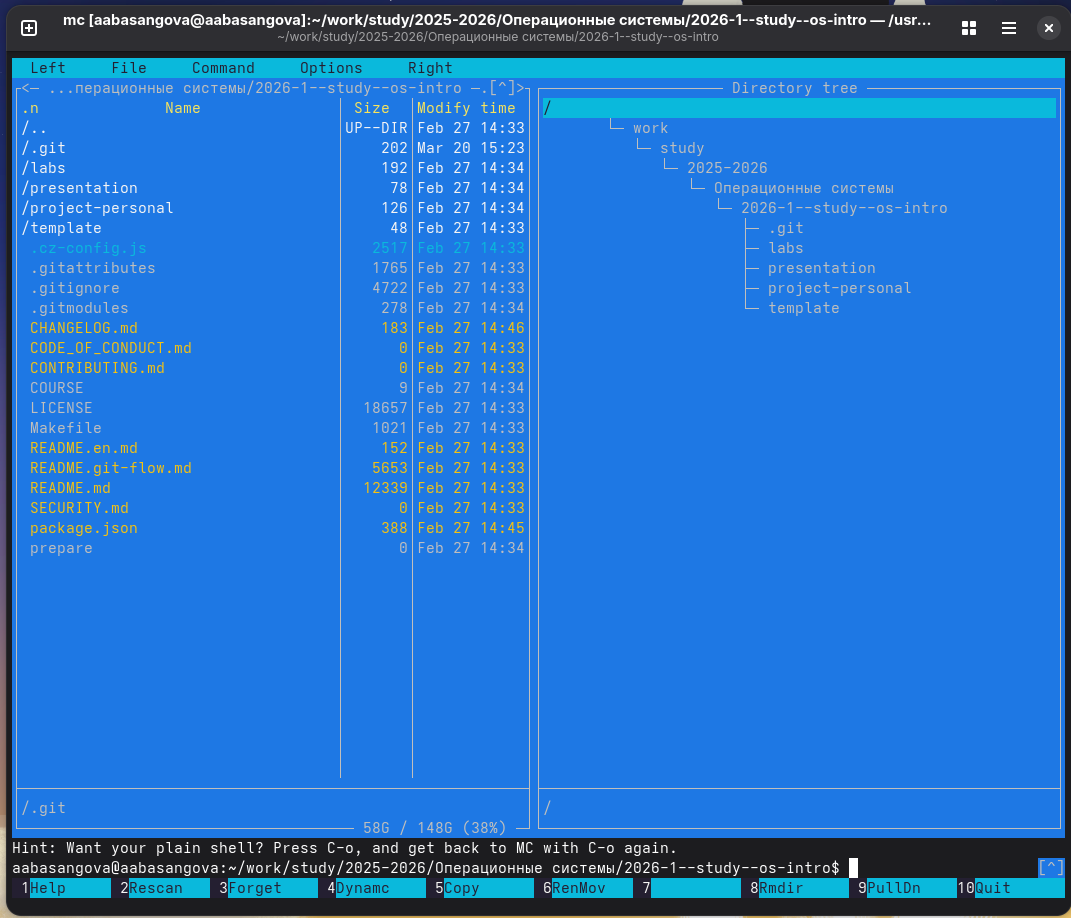 mc [aabasangova@aabasangova]:~/work/study/2025-2026/Операционные системы/2026-1--study--os-intro — /usr...
~/work/study/2025-2026/Операционные системы/2026-1--study--os-intro
Left File Command Options Right
<— ...перационные системы/2026-1--study--os-intro —.[^]>
.n Name Size Modify time
/.. UP--DIR Feb 27 14:33
/.git 202 Mar 20 15:23
/labs 192 Feb 27 14:34
/presentation 78 Feb 27 14:34
/project-personal 126 Feb 27 14:34
/template 48 Feb 27 14:33
.cz-config.js 2517 Feb 27 14:33
.gitattributes 1765 Feb 27 14:33
.gitignore 4722 Feb 27 14:33
.gitmodules 278 Feb 27 14:34
CHANGELOG.md 183 Feb 27 14:46
CODE_OF_CONDUCT.md 0 Feb 27 14:33
CONTRIBUTING.md 0 Feb 27 14:33
COURSE 9 Feb 27 14:34
LICENSE 18657 Feb 27 14:33
Makefile 1021 Feb 27 14:33
README.en.md 152 Feb 27 14:33
README.git-flow.md 5653 Feb 27 14:33
README.md 12339 Feb 27 14:33
SECURITY.md 0 Feb 27 14:33
package.json 388 Feb 27 14:45
prepare 0 Feb 27 14:34
/.git
58G / 148G (38%)
Directory tree
/
work
study
2025-2026
Операционные системы
2026-1--study--os-intro
.git
labs
presentation
project-personal
template
/
Hint: Want your plain shell? Press C-o, and get back to MC with C-o again.
aabasangova@aabasangova:~/work/study/2025-2026/Операционные системы/2026-1--study--os-intro$ [^]
1Help 2Rescan 3Forget 4Dynamc 5Copy 6RenMov 7 8Rmdir 9PullDn 10Quit